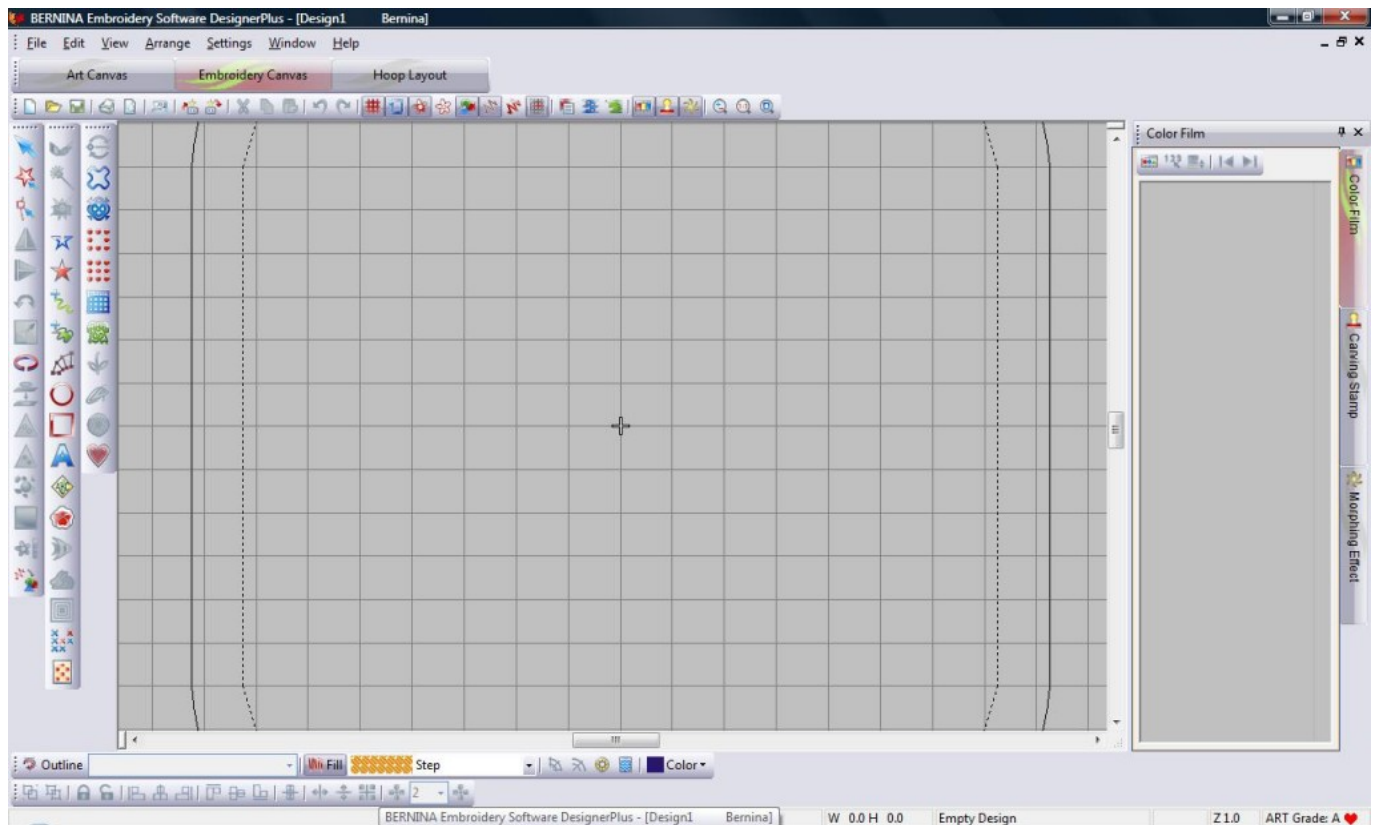 BERNINA Embroidery Software DesignerPlus - [Design1 Bernina]
File Edit View Arrange Settings Window Help
Art Canvas Embroidery Canvas Hoop Layout
Color Film
123
Color Film
Carving Stamp
Morphing Effect
Outline Fill Step Color
2
BERNINA Embroidery Software DesignerPlus - [Design1 Bernina]
W 0.0 H 0.0 Empty Design Z 1.0 ART Grade: A